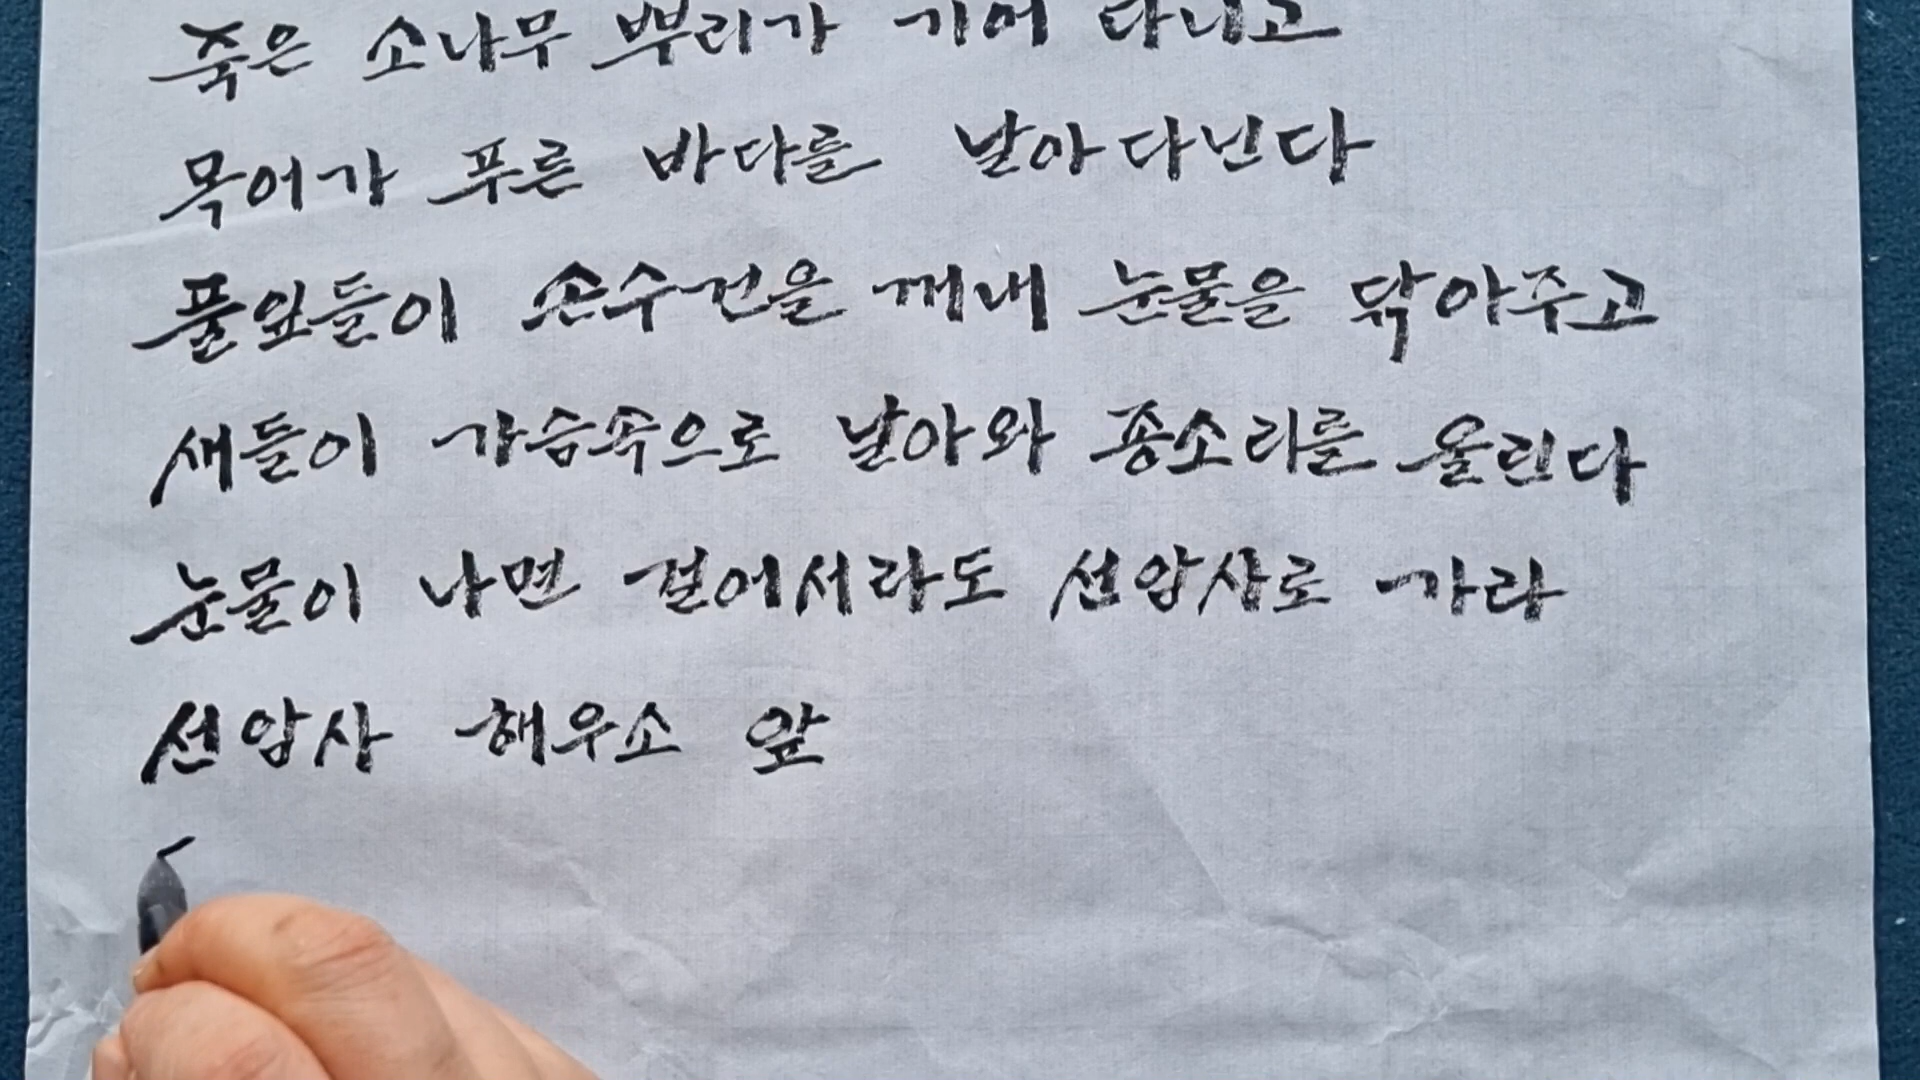 죽은 소나무 뿌리가 기어 다니고
목어가 푸른 바다를 날아다닌다
풀잎들이 손수건을 꺼내 눈물을 닦아주고
새들이 가슴속으로 날아와 종소리를 울린다
눈물이 나면 걸어서라도 선암사로 가라
선암사 해우소 앞